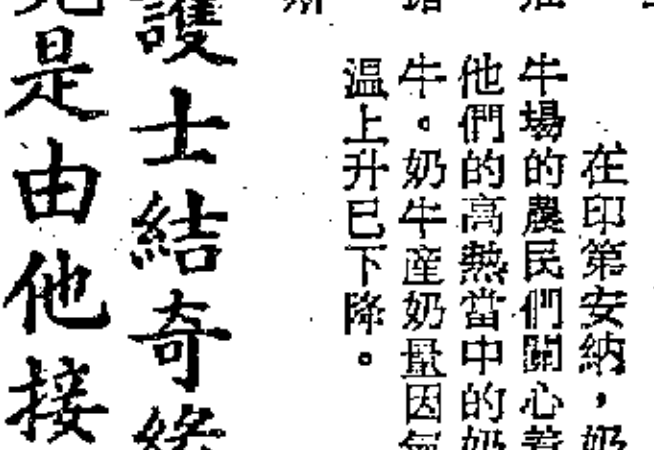 在印第安納，奶
牛場的農民們關心着
他們的高熱當中的奶
牛。奶牛產奶量因氣
溫上升已下降。
護士結奇緣
是由他接